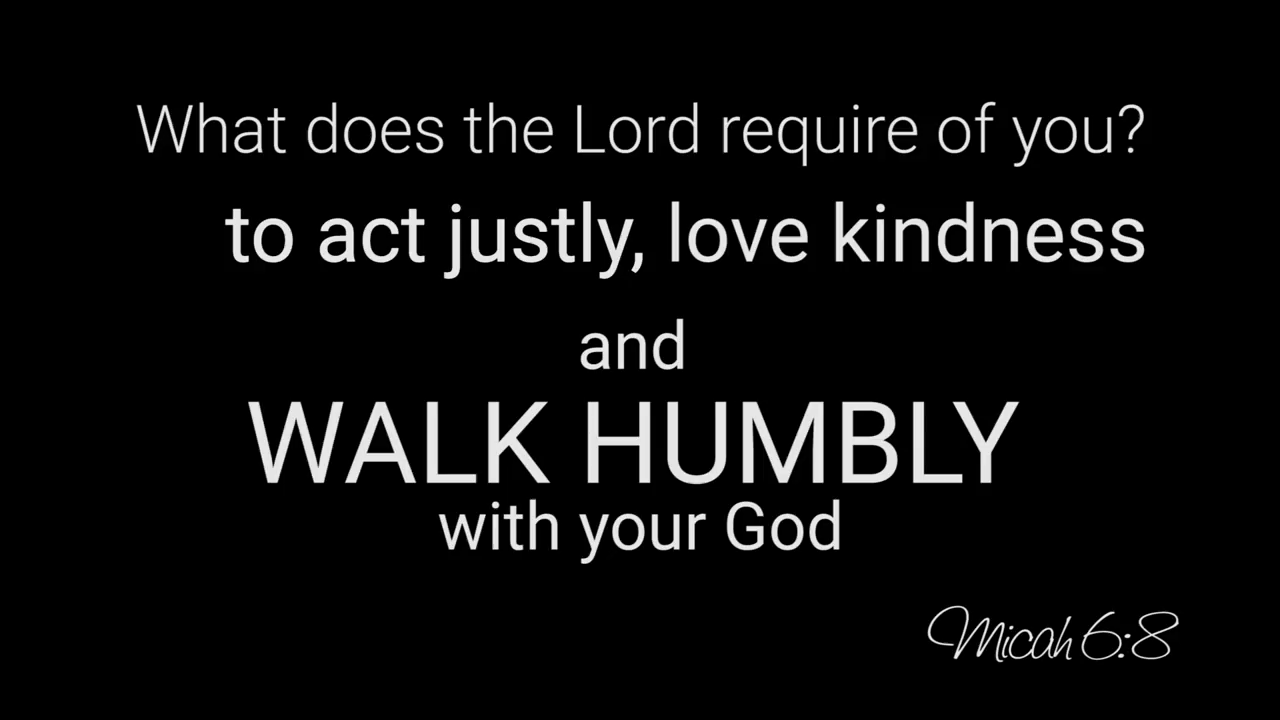 What does the Lord require of you?
to act justly, love kindness
and
WALK HUMBLY
with your God
Micah 6:8